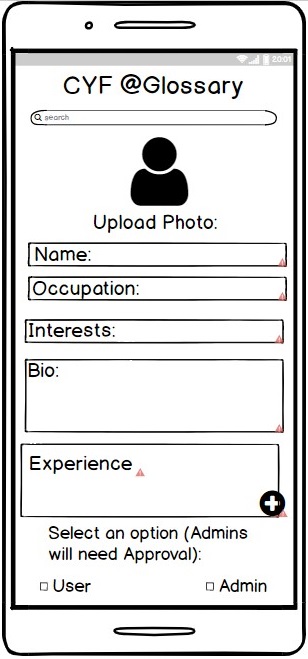 20:01
CYF @Glossary
search
Upload Photo:
Name:
Occupation:
Interests:
Bio:
Experience
Select an option (Admins
will need Approval):
User
Admin